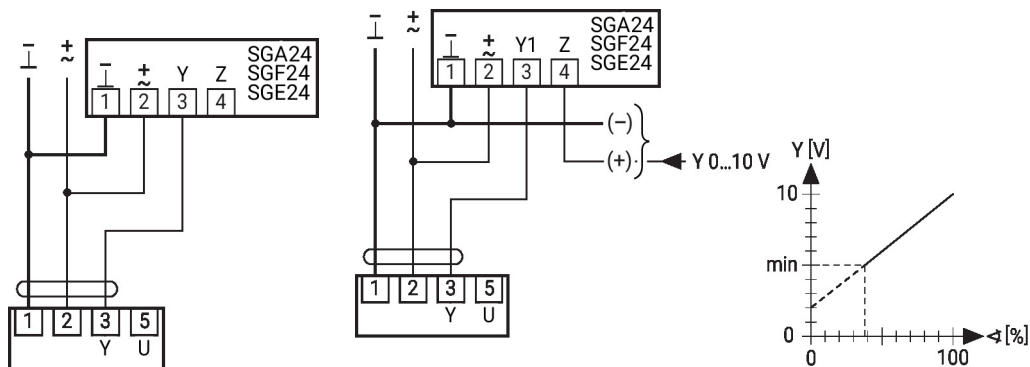 – + – +
⊥ ~ ⊥ ~ Y Z SGA24
SGF24
SGE24
1 2 3 4
1 2 3 5
Y U
– + – +
⊥ ~ ⊥ ~ Y1 Z SGA24
SGF24
SGE24
1 2 3 4
(–)
(+) Y 0...10 V
1 2 3 5
Y U
Y [V]
10
min
0
0 100 ∢ [%]